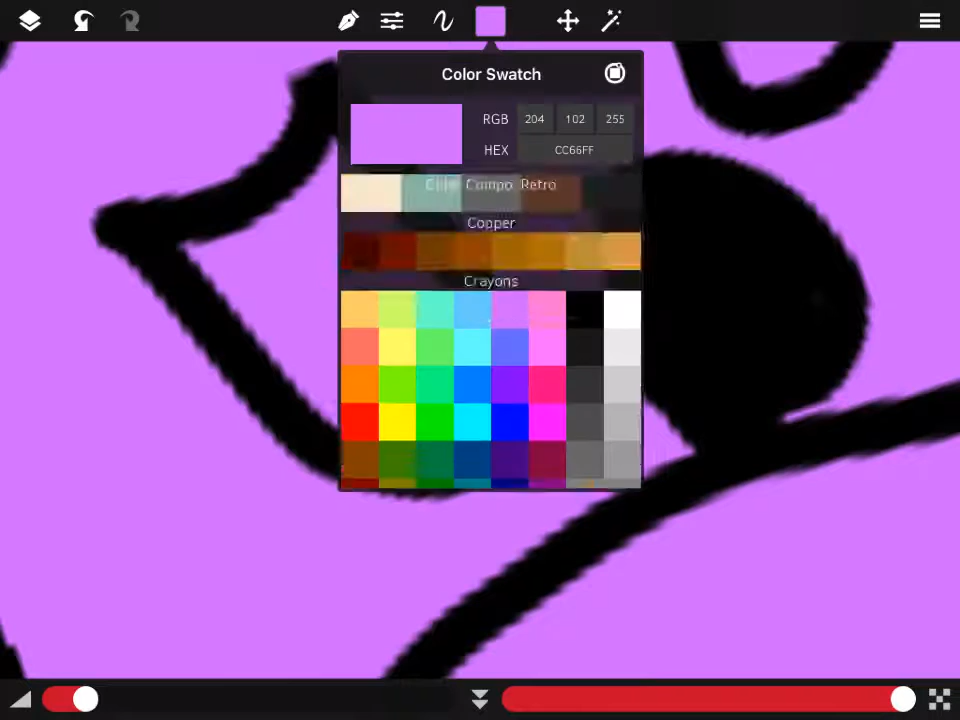 Color Swatch
RGB 204 102 255
HEX CC66FF
Compo Retro
Copper
Crayons